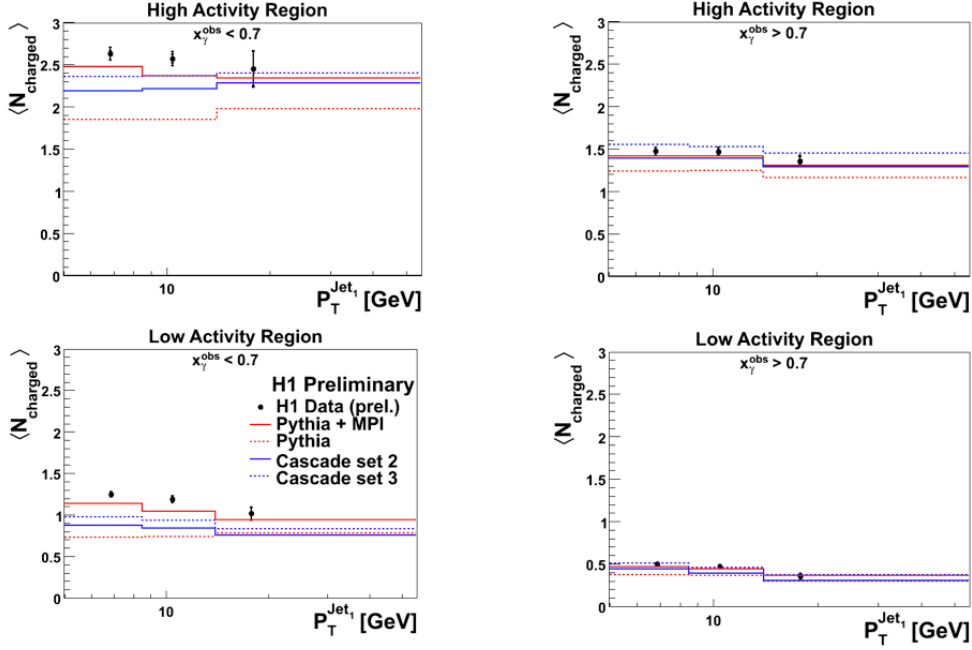 High Activity Region
x_γ^obs < 0.7
⟨N_charged⟩
3
2.5
2
1.5
1
0.5
0
10
P_T^Jet_1 [GeV]
High Activity Region
x_γ^obs > 0.7
⟨N_charged⟩
3
2.5
2
1.5
1
0.5
0
10
P_T^Jet_1 [GeV]
Low Activity Region
x_γ^obs < 0.7
⟨N_charged⟩
3
2.5
2
1.5
1
0.5
0
H1 Preliminary
H1 Data (prel.)
Pythia + MPI
Pythia
Cascade set 2
Cascade set 3
10
P_T^Jet_1 [GeV]
Low Activity Region
x_γ^obs > 0.7
⟨N_charged⟩
3
2.5
2
1.5
1
0.5
0
10
P_T^Jet_1 [GeV]